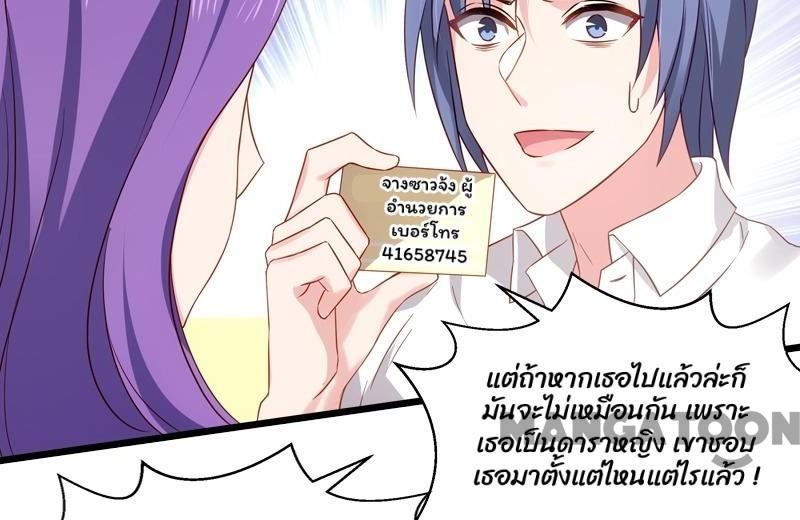 จางซาวจัง ผู้
อำนวยการ
เบอร์โทร
41658745
แต่ถ้าหากเธอไปแล้วล่ะก็
มันจะไม่เหมือนกัน เพราะ
เธอเป็นดาราหญิง เขาชอบ
เธอมาตั้งแต่ไหนแต่ไรแล้ว !
MANGATOON